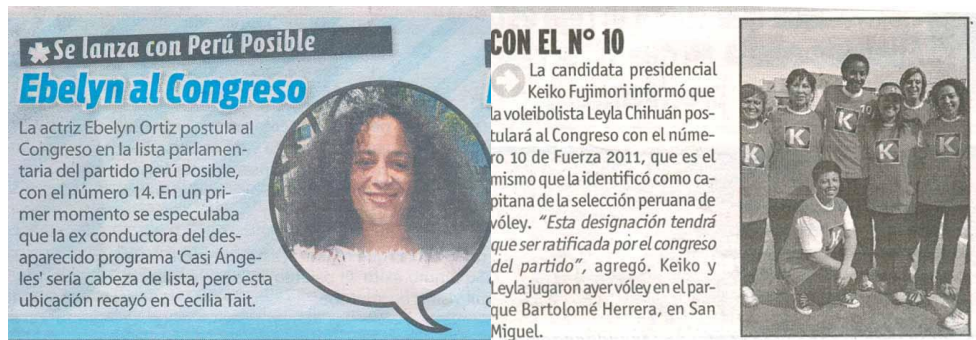 *Se lanza con Perú Posible
Ebelyn al Congreso
La actriz Ebelyn Ortiz postula al
Congreso en la lista parlamen-
taria del partido Perú Posible,
con el número 14. En un pri-
mer momento se especulaba
que la ex conductora del des-
aparecido programa 'Casi Ánge-
les' sería cabeza de lista, pero esta
ubicación recayó en Cecilia Tait.
CON EL N° 10
La candidata presidencial
Keiko Fujimori informó que
la voleibolista Leyla Chihuán pos-
tulará al Congreso con el núme-
ro 10 de Fuerza 2011, que es el
mismo que la identificó como ca-
pitana de la selección peruana de
vóley. “Esta designación tendrá
que ser ratificada por el congreso
del partido”, agregó. Keiko y
Leyla jugaron ayer vóley en el par-
que Bartolomé Herrera, en San
Miguel.
K
K
K
K